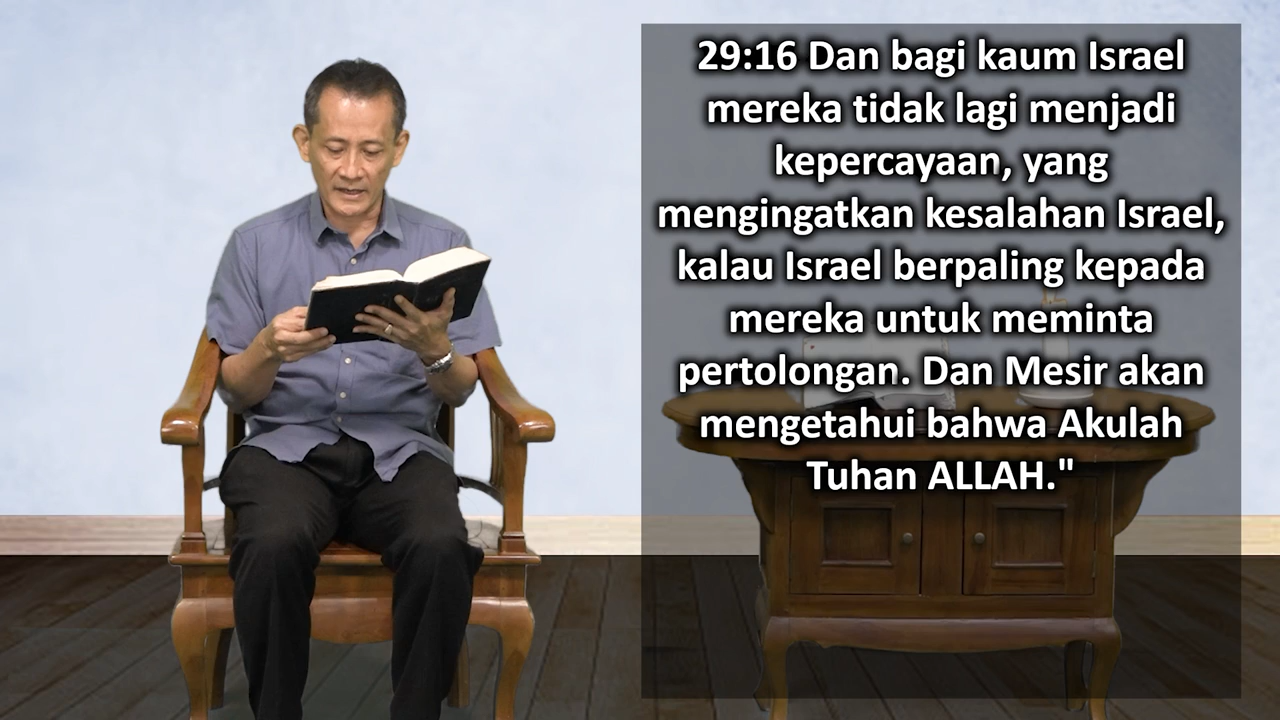 29:16 Dan bagi kaum Israel
mereka tidak lagi menjadi
kepercayaan, yang
mengingatkan kesalahan Israel,
kalau Israel berpaling kepada
mereka untuk meminta
pertolongan. Dan Mesir akan
mengetahui bahwa Akulah
Tuhan ALLAH."